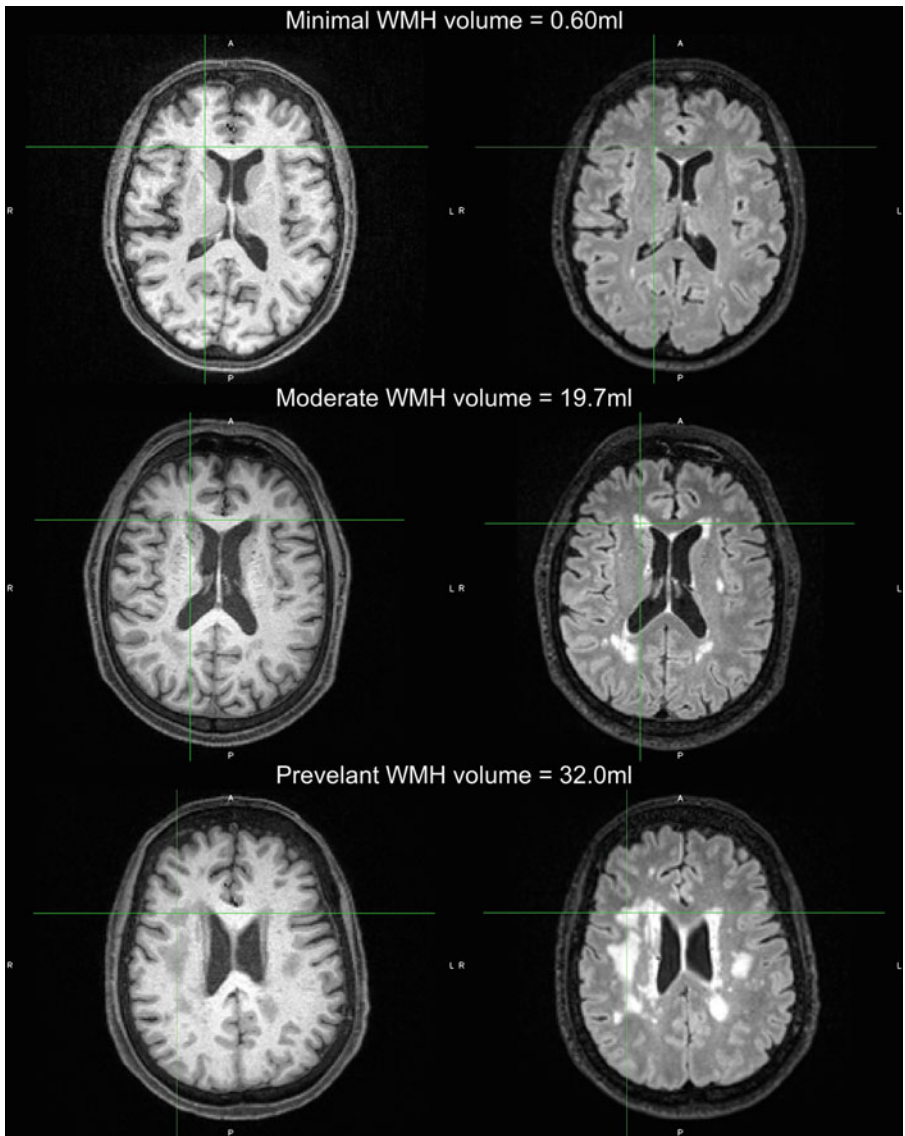 Minimal WMH volume = 0.60ml
A A
R L R L
P P
Moderate WMH volume = 19.7ml
A A
R L R L
P P
Prevelant WMH volume = 32.0ml
A A
R L R L
P P